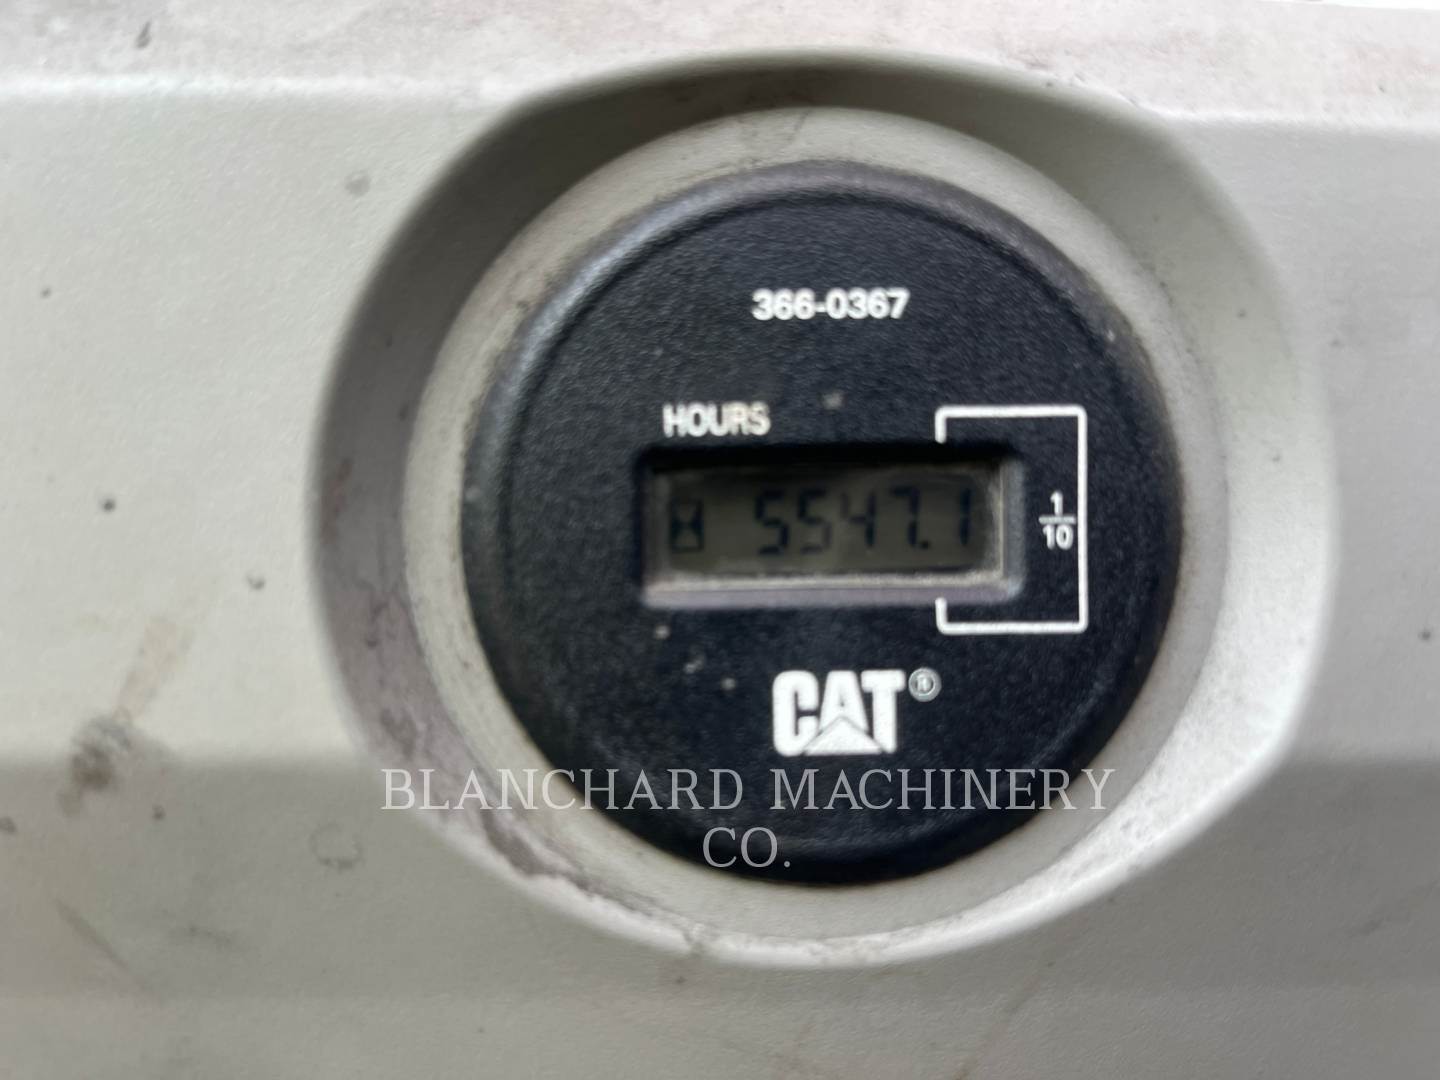 366-0367
HOURS
5547.1
1
10
CAT®
BLANCHARD MACHINERY
CO.